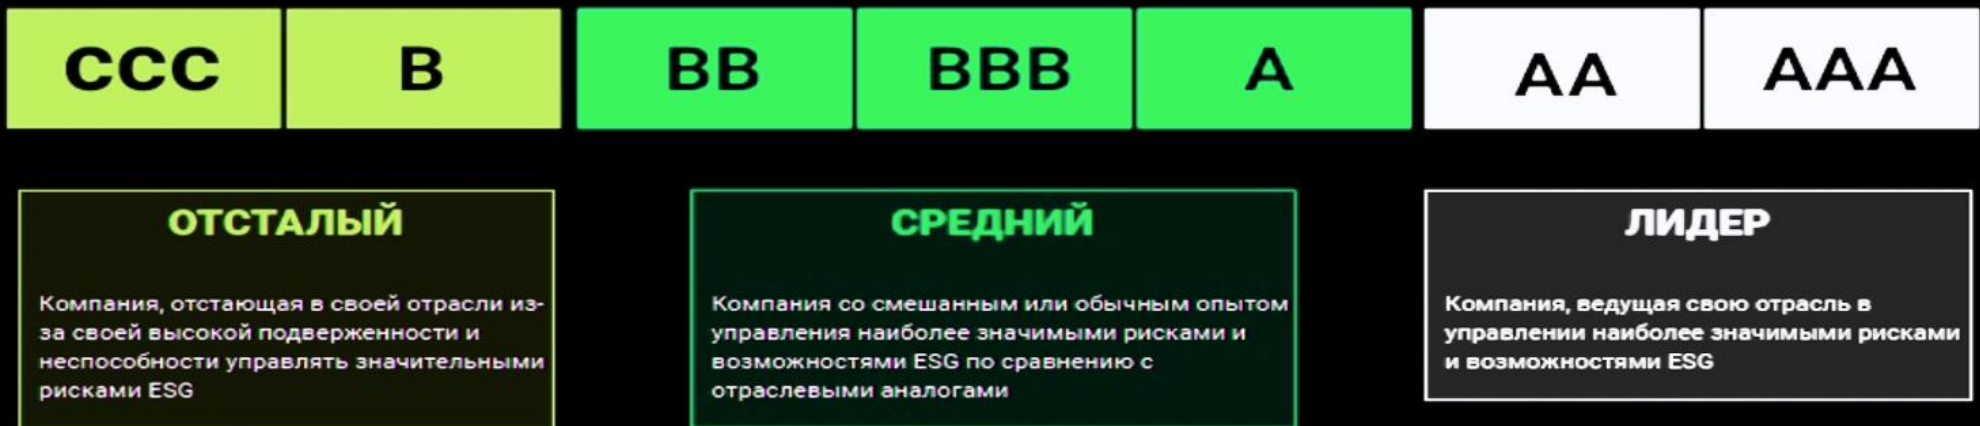 CCC B BB BBB A AA AAA
ОТСТАЛЫЙ
Компания, отстающая в своей отрасли из-
за своей высокой подверженности и
неспособности управлять значительными
рисками ESG
СРЕДНИЙ
Компания со смешанным или обычным опытом
управления наиболее значимыми рисками и
возможностями ESG по сравнению с
отраслевыми аналогами
ЛИДЕР
Компания, ведущая свою отрасль в
управлении наиболее значимыми рисками
и возможностями ESG